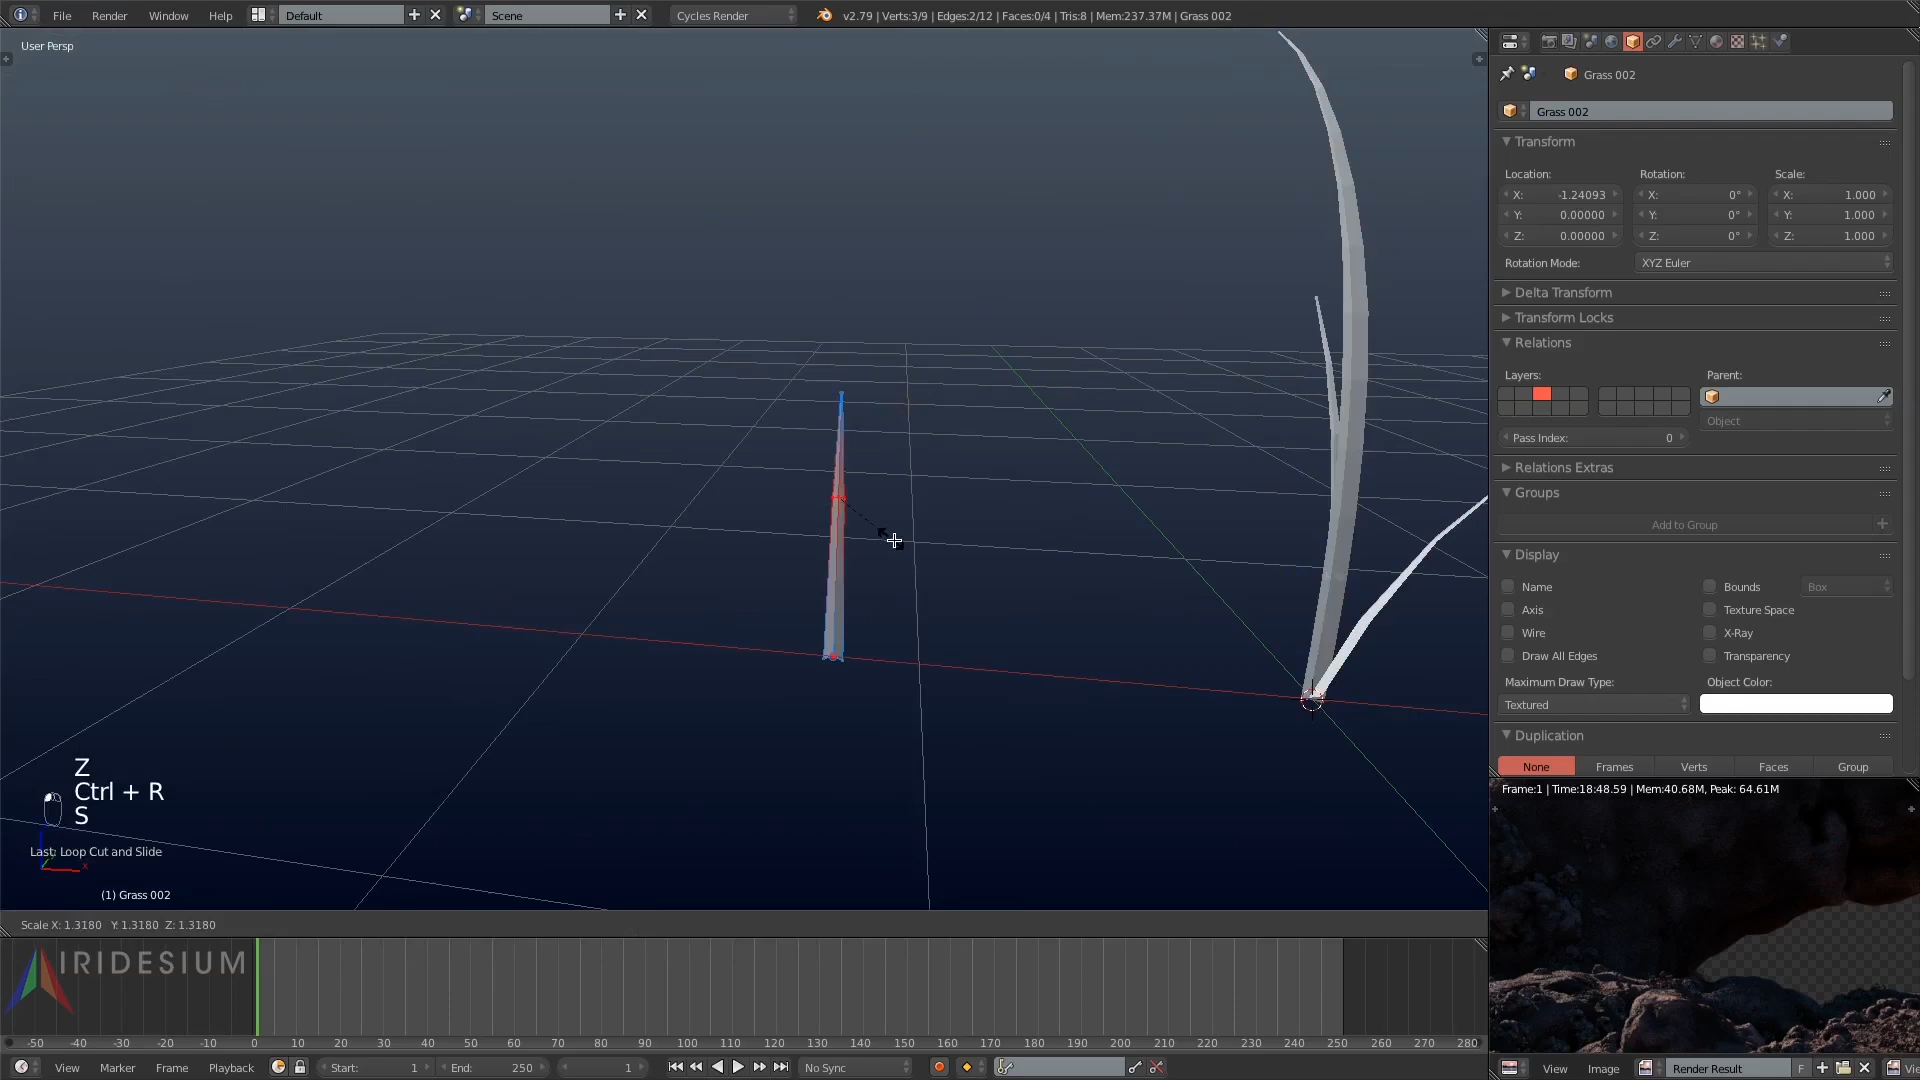 File Render Window Help Default Scene Cycles Render v2.79 | Verts:3/9 | Edges:2/12 | Faces:0/4 | Tris:8 | Mem:237.37M | Grass 002
User Persp
Grass 002
Grass 002
Transform
Location: Rotation: Scale:
X: -1.24093 X: 0° X: 1.000
Y: 0.00000 Y: 0° Y: 1.000
Z: 0.00000 Z: 0° Z: 1.000
Rotation Mode: XYZ Euler
Delta Transform
Transform Locks
Relations
Layers: Parent:
Object
Pass Index: 0
Relations Extras
Groups
Add to Group
Display
Name Bounds Box
Axis Texture Space
Wire X-Ray
Draw All Edges Transparency
Maximum Draw Type: Object Color:
Textured
Duplication
None Frames Verts Faces Group
Z
Ctrl + R
S
Last: Loop Cut and Slide
x
(1) Grass 002
Scale X: 1.3180 Y: 1.3180 Z: 1.3180
Frame:1 | Time:18:48.59 | Mem:40.68M, Peak: 64.61M
IRIDESIUM
-50 -40 -30 -20 -10 0 10 20 30 40 50 60 70 80 90 100 110 120 130 140 150 160 170 180 190 200 210 220 230 240 250 260 270 280
View Marker Frame Playback Start: 1 End: 250 1 No Sync
View Image Render Result F Vie